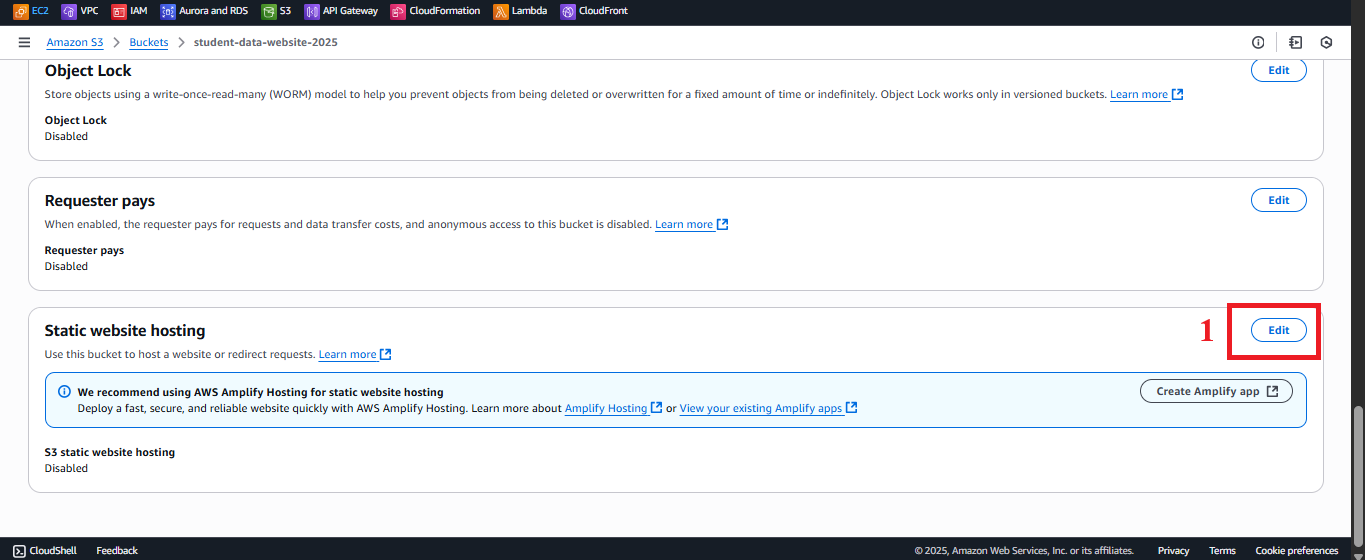 EC2 VPC IAM Aurora and RDS S3 API Gateway CloudFormation Lambda CloudFront
Amazon S3 > Buckets > student-data-website-2025
Object Lock
Edit
Store objects using a write-once-read-many (WORM) model to help you prevent objects from being deleted or overwritten for a fixed amount of time or indefinitely. Object Lock works only in versioned buckets. Learn more
Object Lock
Disabled
Requester pays
Edit
When enabled, the requester pays for requests and data transfer costs, and anonymous access to this bucket is disabled. Learn more
Requester pays
Disabled
Static website hosting
1
Edit
Use this bucket to host a website or redirect requests. Learn more
We recommend using AWS Amplify Hosting for static website hosting
Create Amplify app
Deploy a fast, secure, and reliable website quickly with AWS Amplify Hosting. Learn more about Amplify Hosting or View your existing Amplify apps
S3 static website hosting
Disabled
CloudShell Feedback © 2025, Amazon Web Services, Inc. or its affiliates. Privacy Terms Cookie preferences